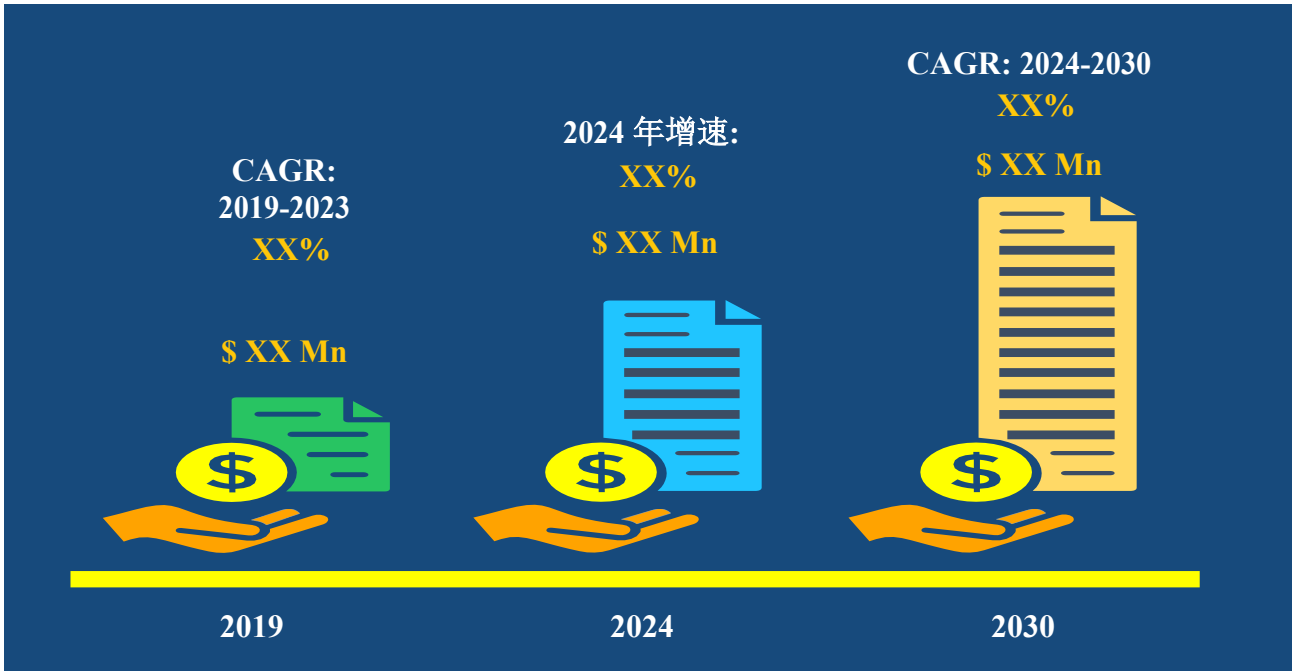 CAGR:
2019-2023
XX%
$ XX Mn
2024 年增速:
XX%
$ XX Mn
CAGR: 2024-2030
XX%
$ XX Mn
$
$
$
2019
2024
2030